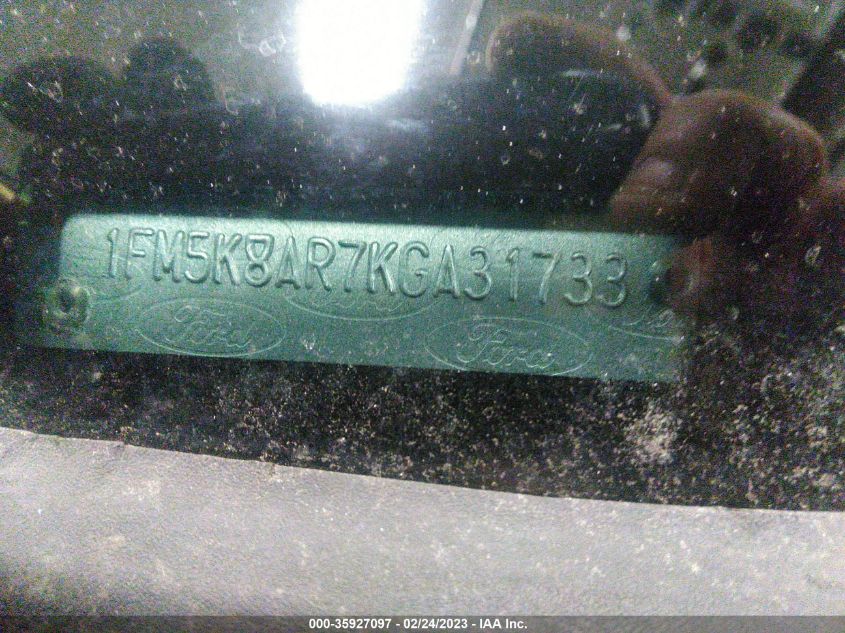 1FM5K8AR7KGA31733
Ford Ford
000-35927097 - 02/24/2023 - IAA Inc.